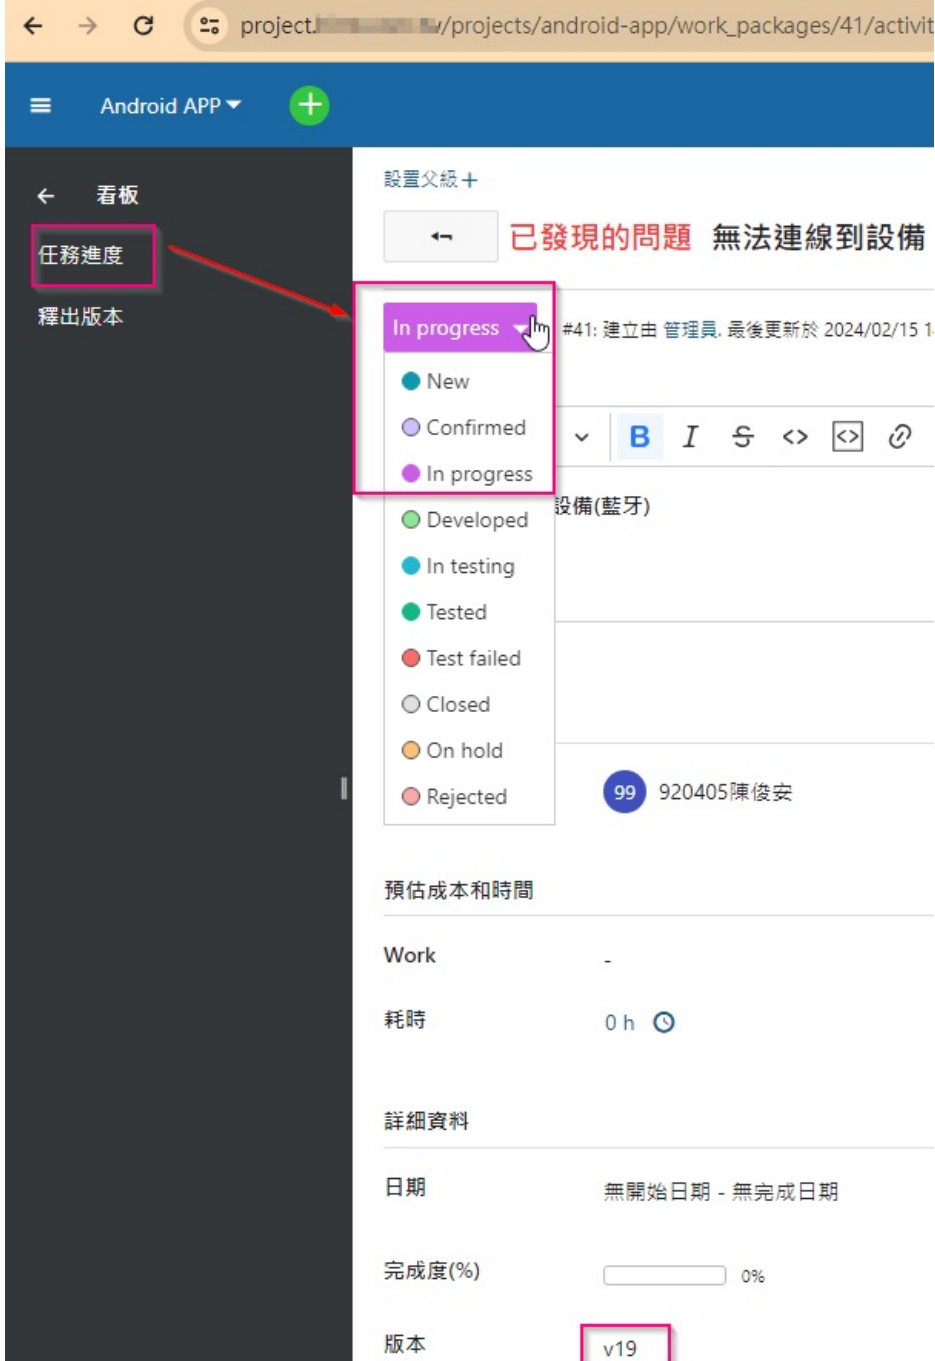 project. /projects/android-app/work_packages/41/activit
Android APP
看板
任務進度
釋出版本
設置父級+
已發現的問題 無法連線到設備
In progress
#41: 建立由 管理員. 最後更新於 2024/02/15 1
New
Confirmed
B I S <> <>
In progress
設備(藍牙)
Developed
In testing
Tested
Test failed
Closed
On hold
Rejected
99 920405陳俊安
預估成本和時間
Work -
耗時 0 h
詳細資料
日期 無開始日期 - 無完成日期
完成度(%) 0%
版本 v19